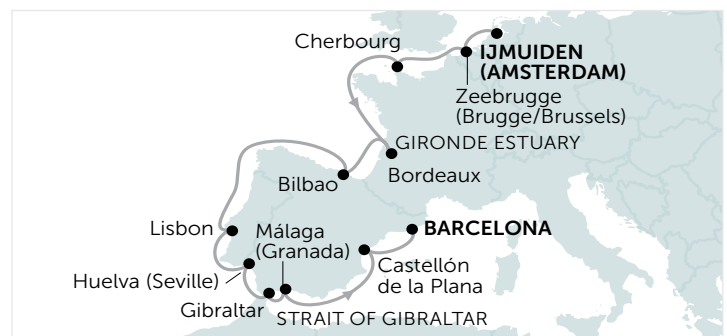 Cherbourg
IJMUIDEN
(AMSTERDAM)
Zeebrugge
(Brugge/Brussels)
GIRONDE ESTUARY
Bordeaux
Bilbao
Lisbon
Málaga
(Granada)
BARCELONA
Huelva (Seville)
Castellón
de la Plana
Gibraltar
STRAIT OF GIBRALTAR